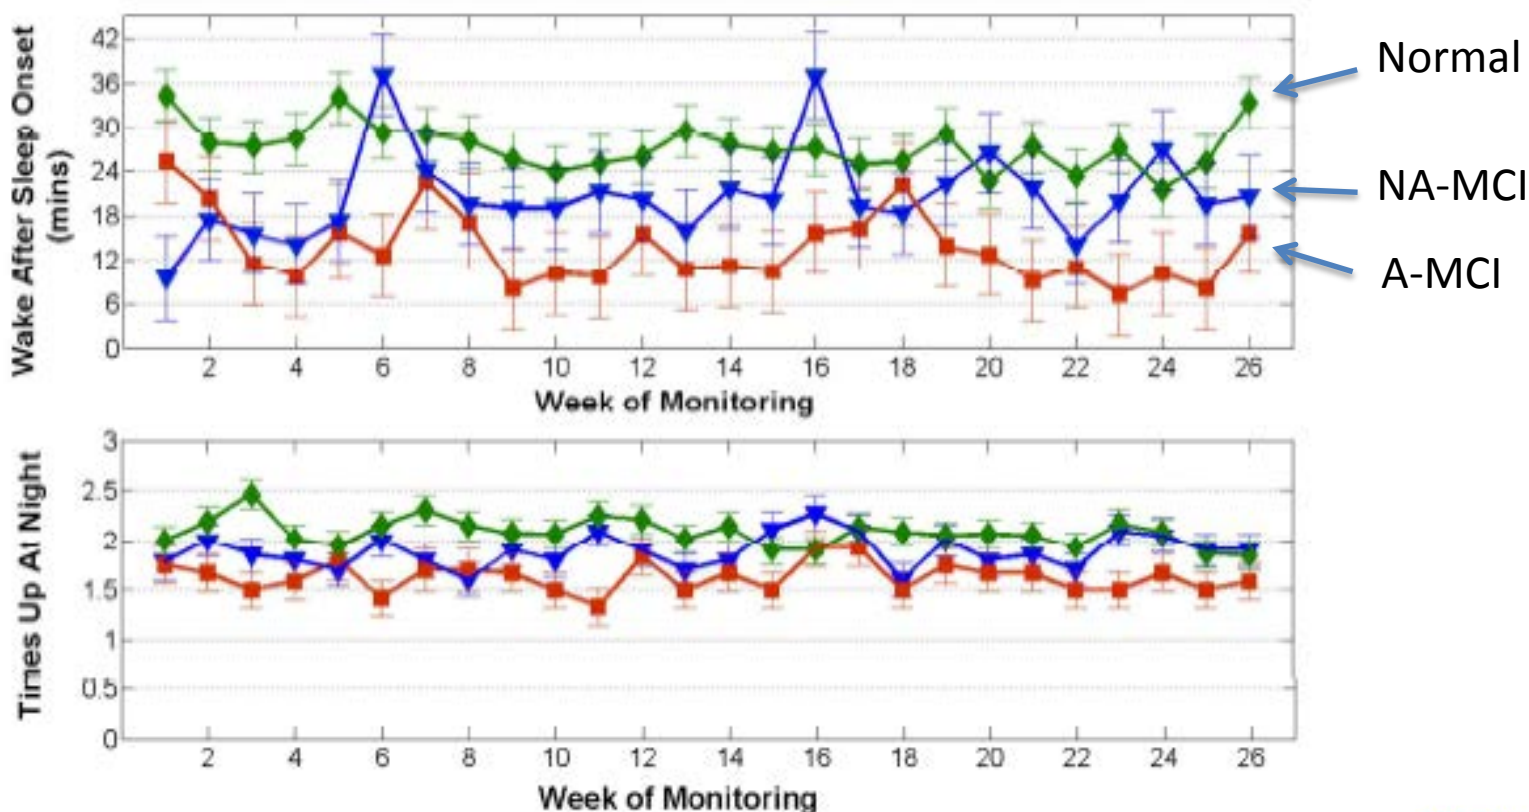 Wake After Sleep Onset
(mins)
42
36
30
24
18
12
6
0
2 4 6 8 10 12 14 16 18 20 22 24 26
Week of Monitoring
Normal
NA-MCI
A-MCI
Times Up At Night
3
2.5
2
1.5
1
0.5
0
2 4 6 8 10 12 14 16 18 20 22 24 26
Week of Monitoring